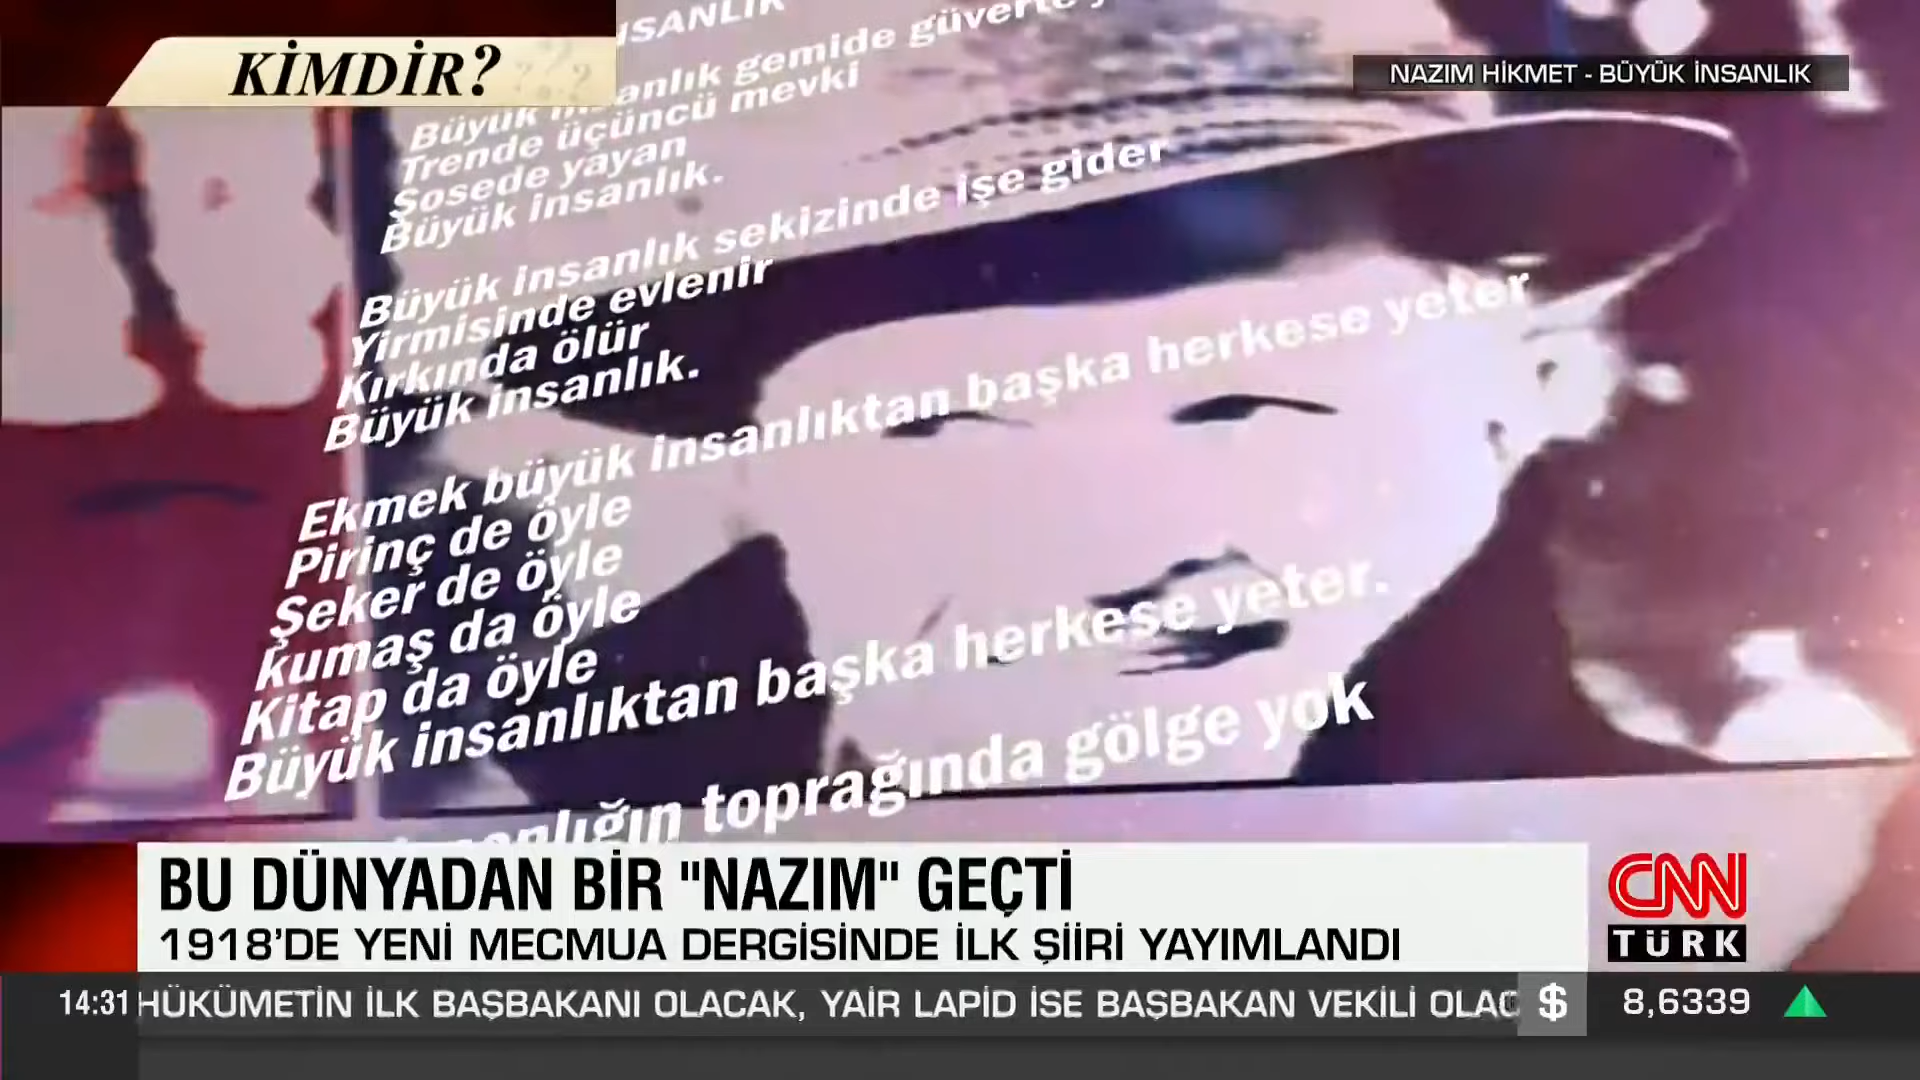 KİMDİR?
NAZIM HİKMET - BÜYÜK İNSANLIK
İNSANLIK
Büyük insanlık gemide güverte
Trende üçüncü mevki
Şosede yayan
Büyük insanlık.
Büyük insanlık sekizinde işe gider
Yirmisinde evlenir
Kırkında ölür
Büyük insanlık.
Ekmek büyük insanlıktan başka herkese yeter
Pirinç de öyle
Şeker de öyle
kumaş da öyle
Kitap da öyle
Büyük insanlıktan başka herkese yeter.
toprağında gölge yok
BU DÜNYADAN BİR "NAZIM" GEÇTİ
1918'DE YENİ MECMUA DERGİSİNDE İLK ŞİİRİ YAYIMLANDI
CNN
TÜRK
14:31 HÜKÜMETİN İLK BAŞBAKANI OLACAK, YAİR LAPİD İSE BAŞBAKAN VEKİLİ $ 8,6339